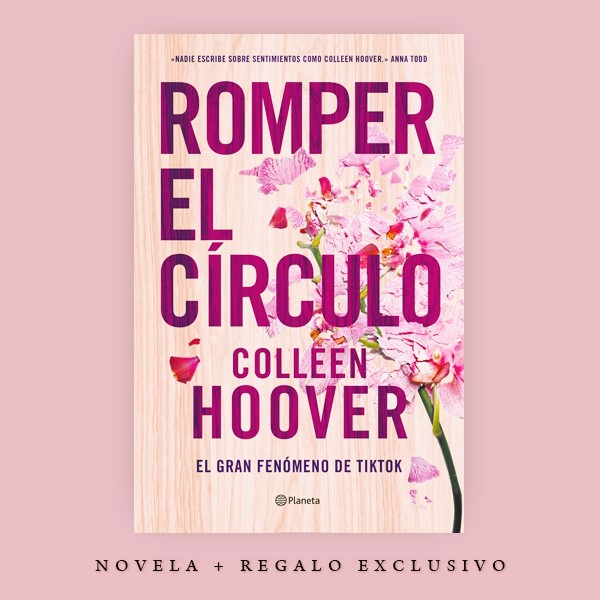 «NADIE ESCRIBE SOBRE SENTIMIENTOS COMO COLLEEN HOOVER.» ANNA TODD
ROMPER
EL
CÍRCULO
COLLEEN
HOOVER
EL GRAN FENÓMENO DE TIKTOK
Planeta
NOVELA + REGALO EXCLUSIVO